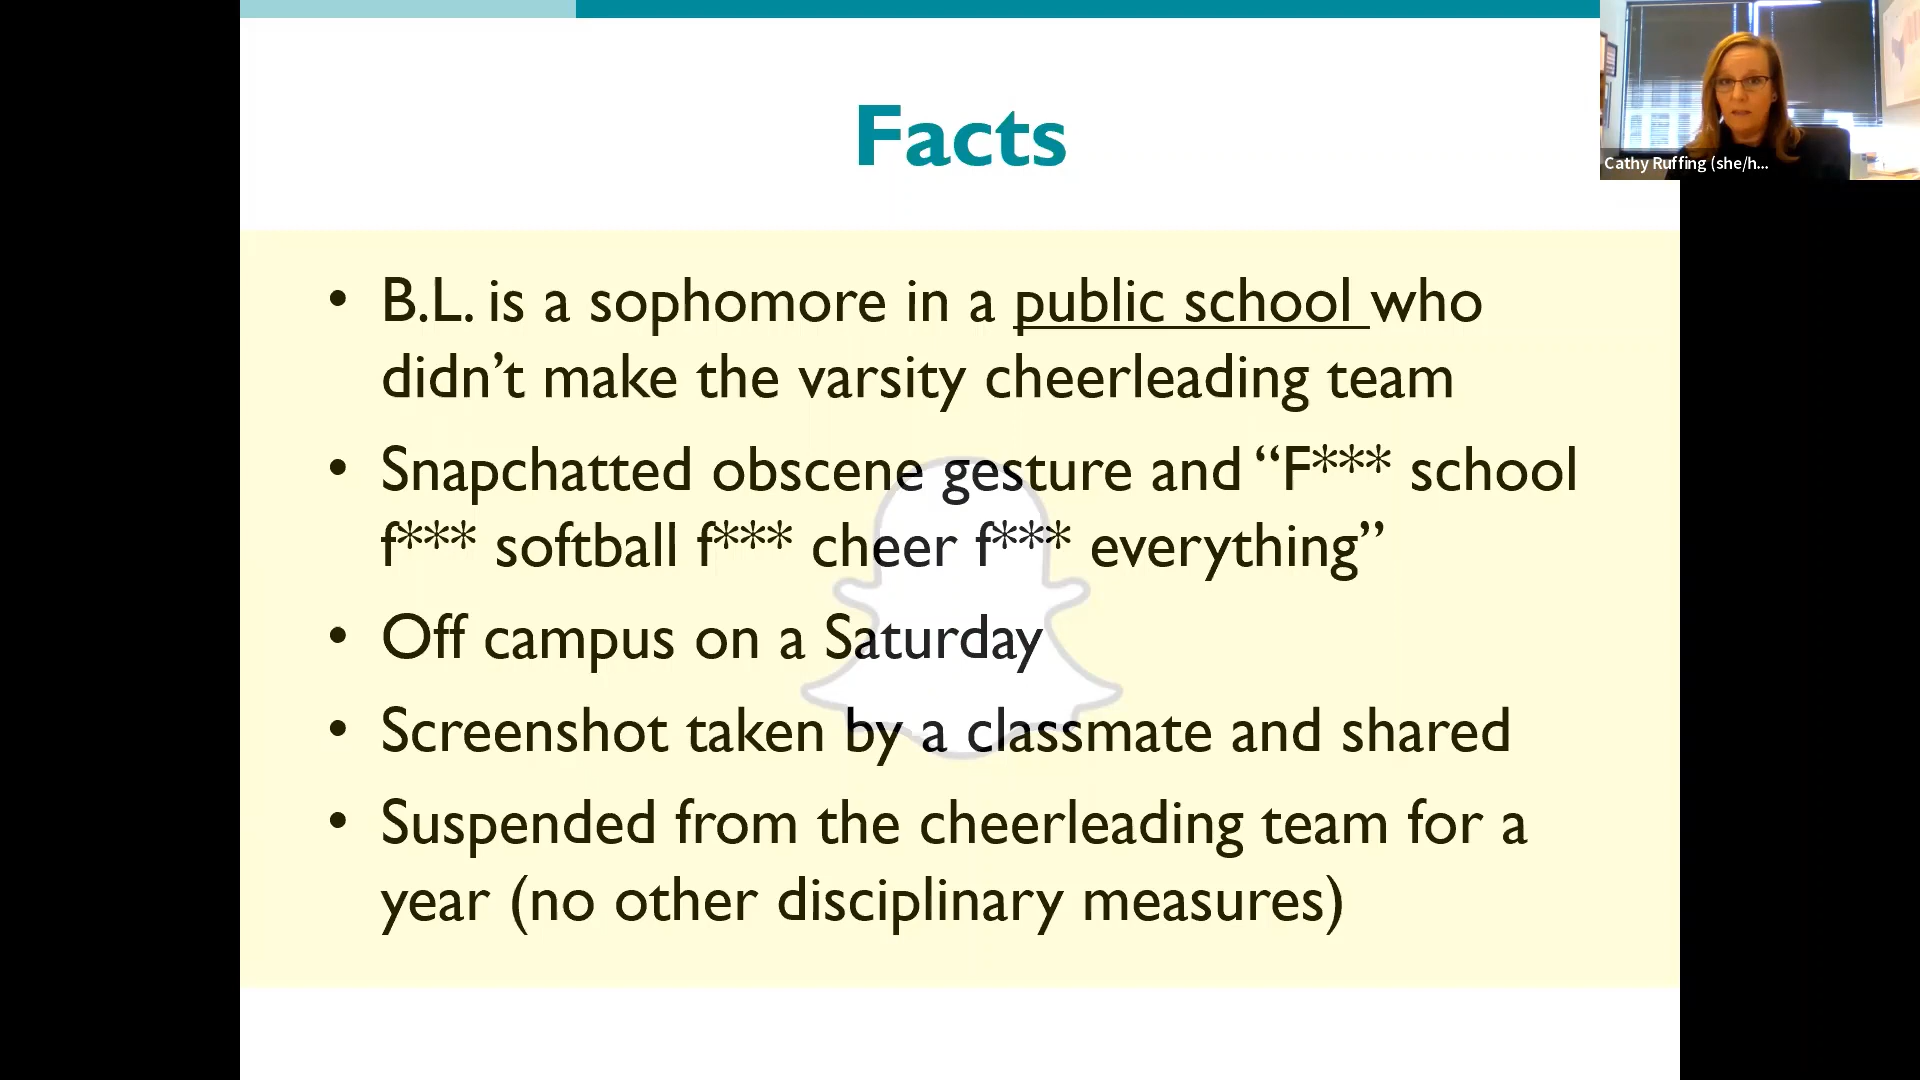 Facts
• B.L. is a sophomore in a public school who
didn’t make the varsity cheerleading team
• Snapchatted obscene gesture and “F*** school
f*** softball f*** cheer f*** everything”
• Off campus on a Saturday
• Screenshot taken by a classmate and shared
• Suspended from the cheerleading team for a
year (no other disciplinary measures)
Cathy Ruffing (she/h...